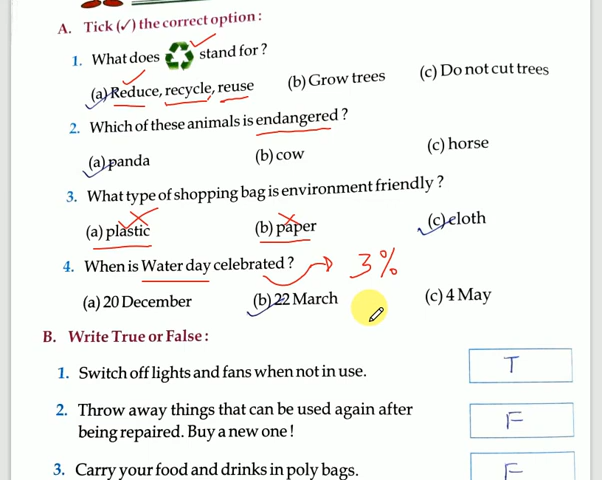 A. Tick (✓) the correct option :
1. What does ♻ stand for ?
(a) Reduce, recycle, reuse (b) Grow trees (c) Do not cut trees
2. Which of these animals is endangered ?
(a) panda (b) cow (c) horse
3. What type of shopping bag is environment friendly ?
(a) plastic (b) paper (c) cloth
4. When is Water day celebrated ? → 3%
(a) 20 December (b) 22 March (c) 4 May
B. Write True or False :
1. Switch off lights and fans when not in use. T
2. Throw away things that can be used again after
being repaired. Buy a new one ! F
3. Carry your food and drinks in poly bags. F